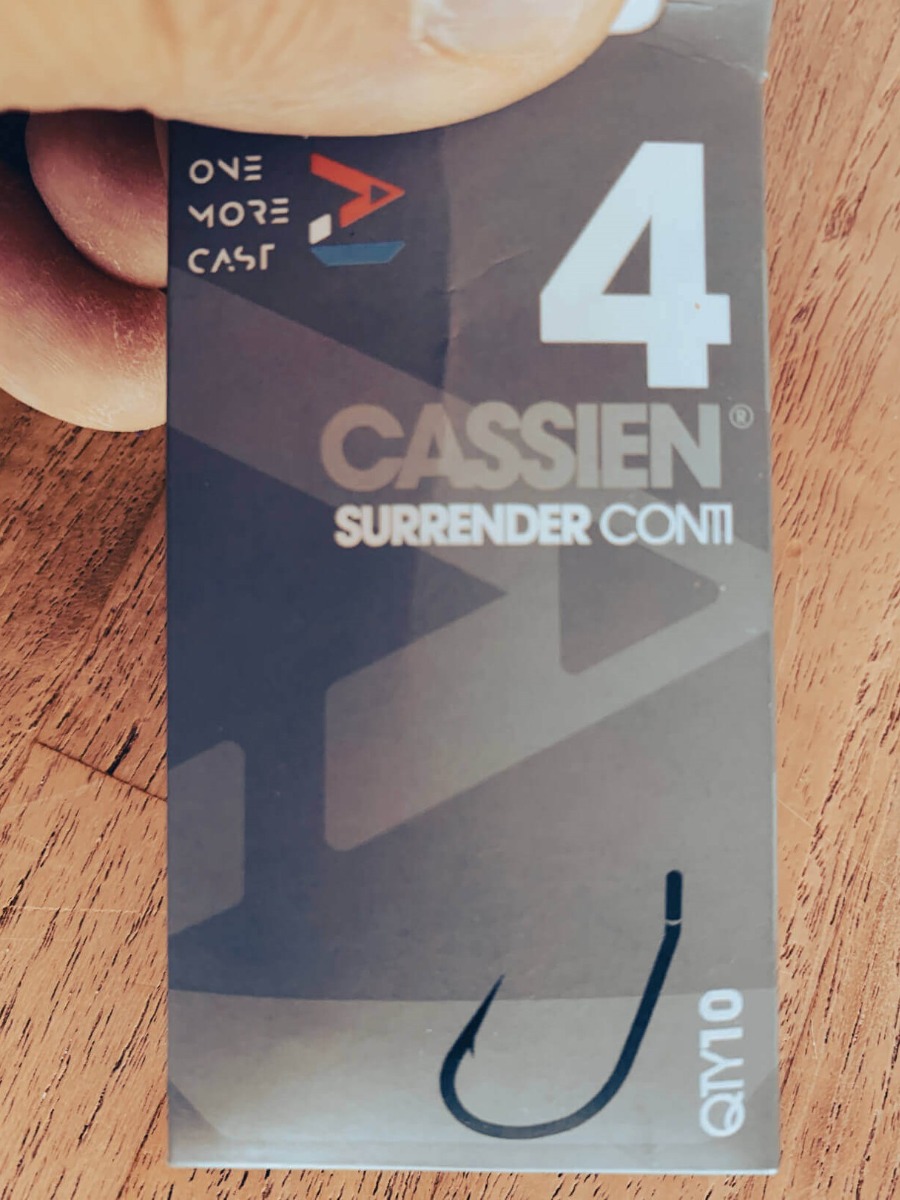 ONE
MORE
CAST
4
CASSIEN®
SURRENDER CONTI
QTY10